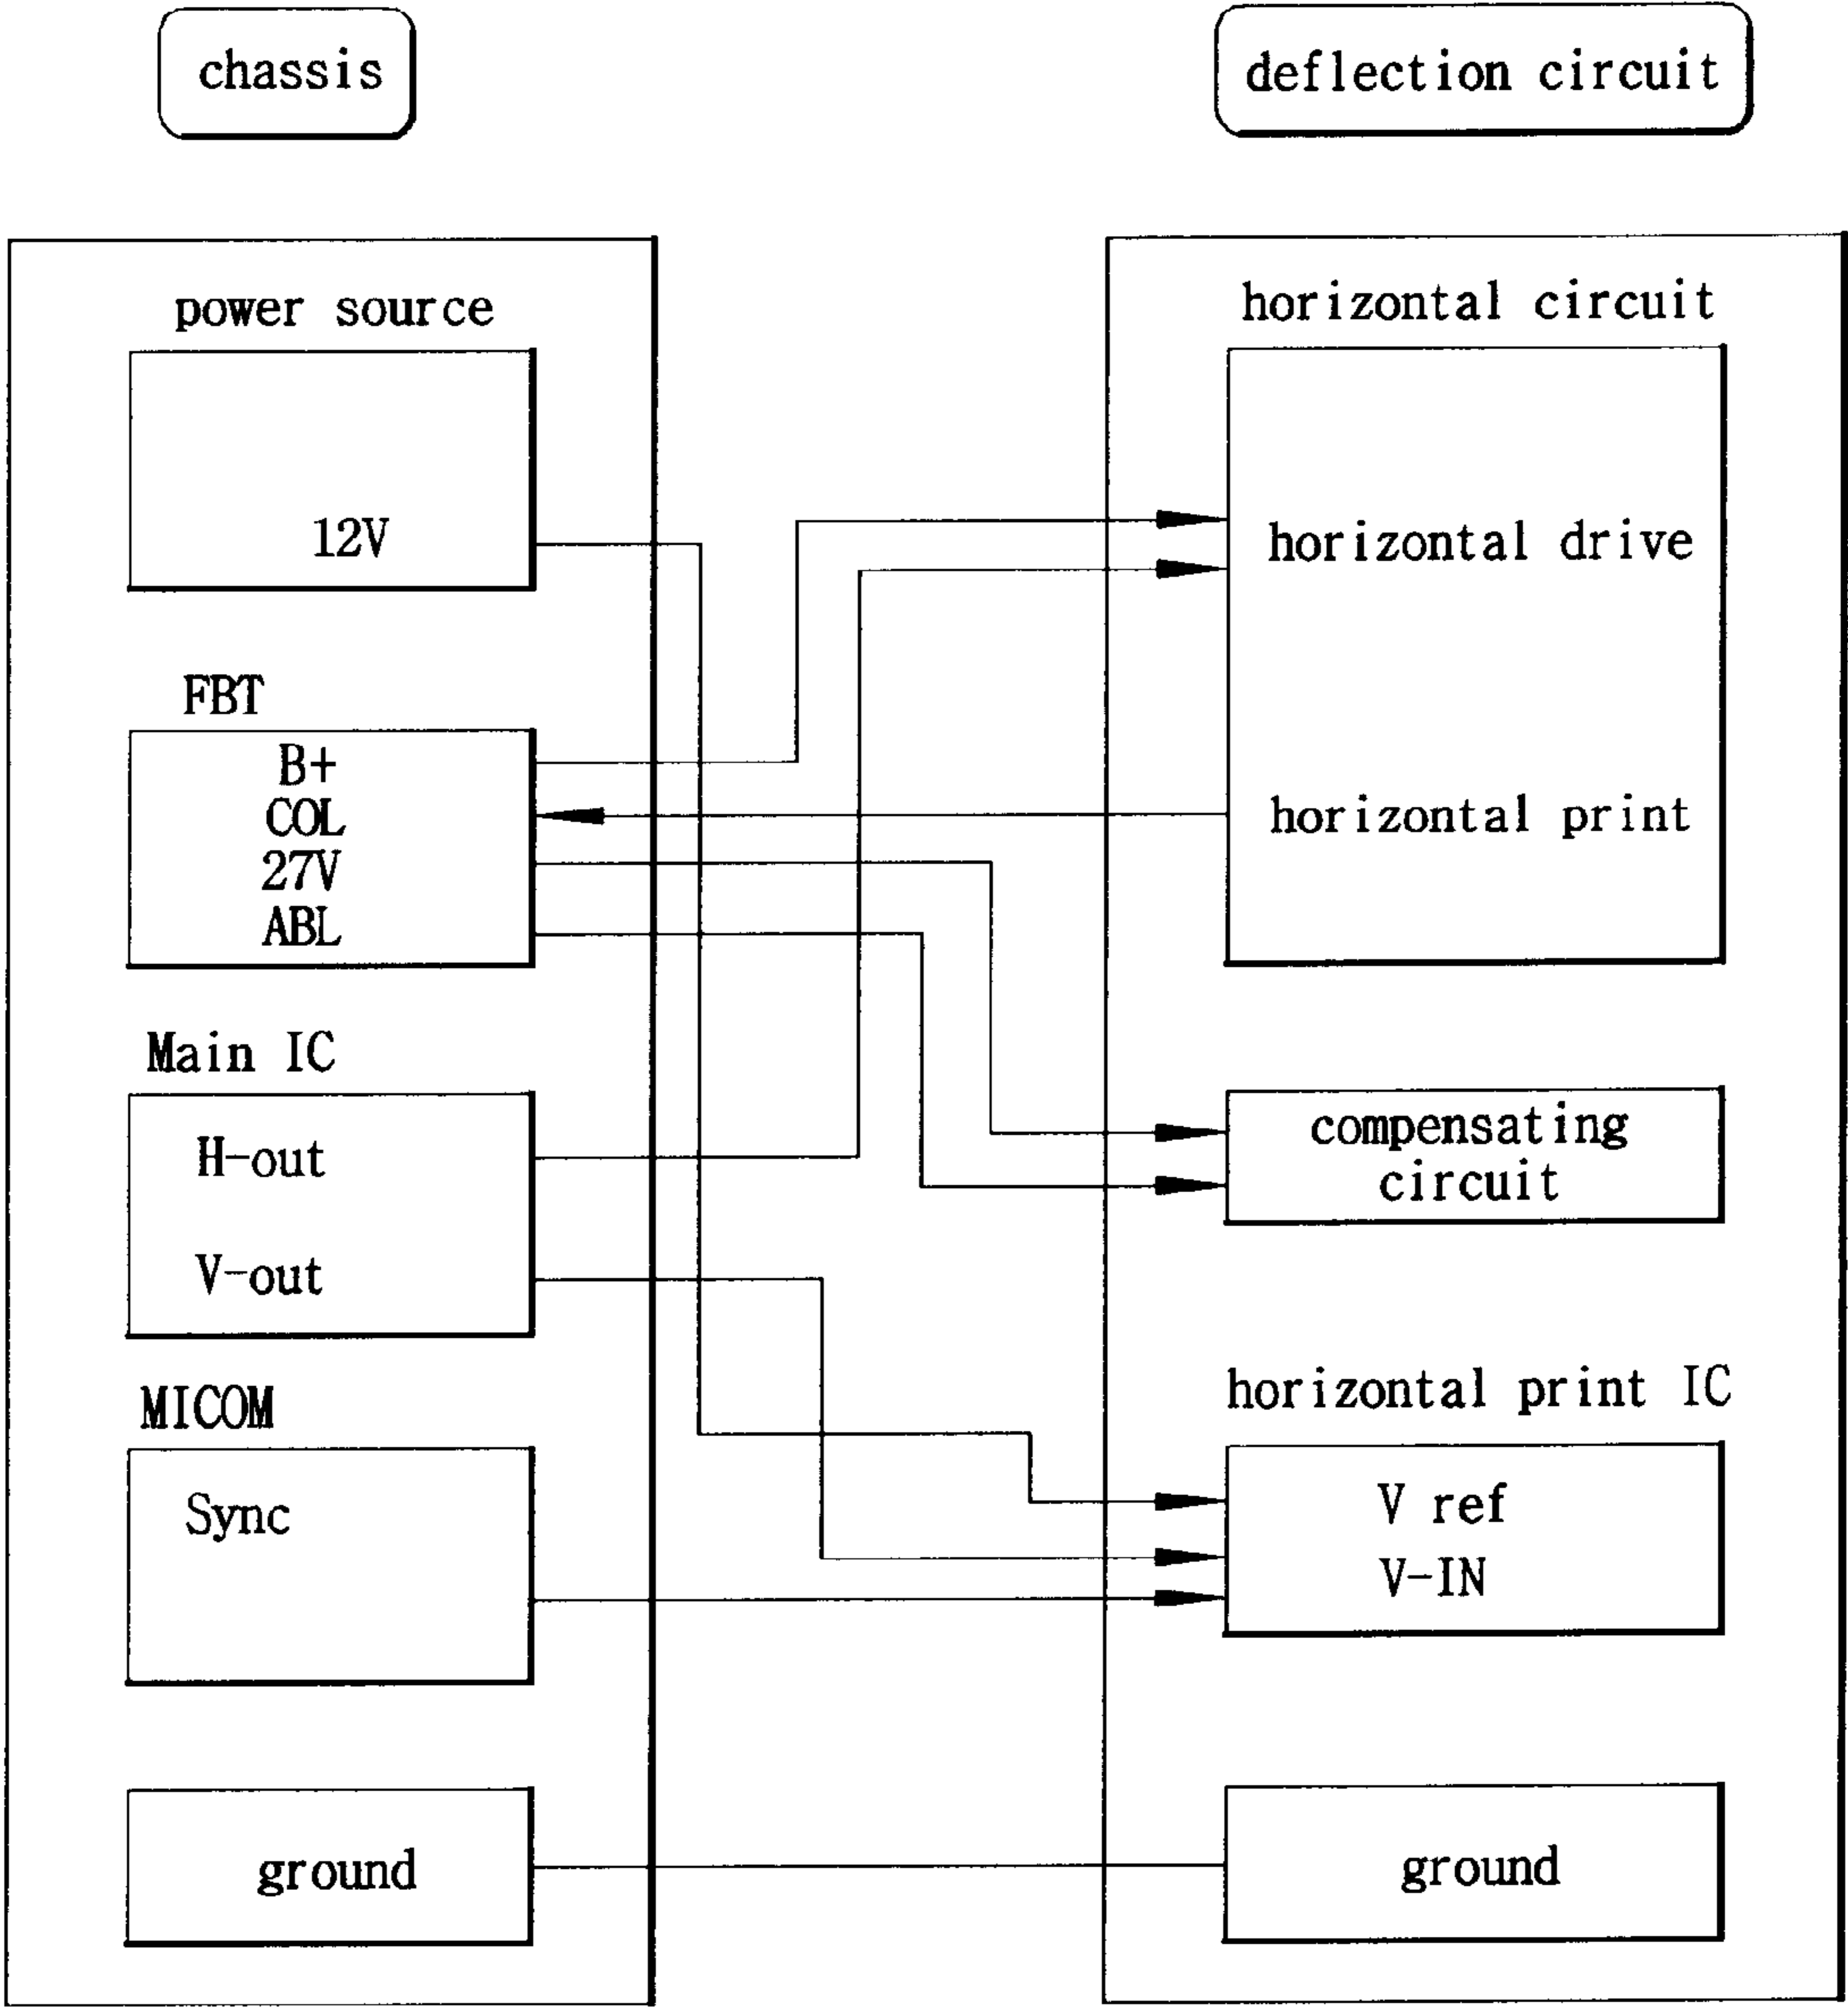 chassis
deflection circuit
power source
12V
FBT
B+
COL
27V
ABL
Main IC
H-out
V-out
MICOM
Sync
ground
horizontal circuit
horizontal drive
horizontal print
compensating
circuit
horizontal print IC
V ref
V-IN
ground